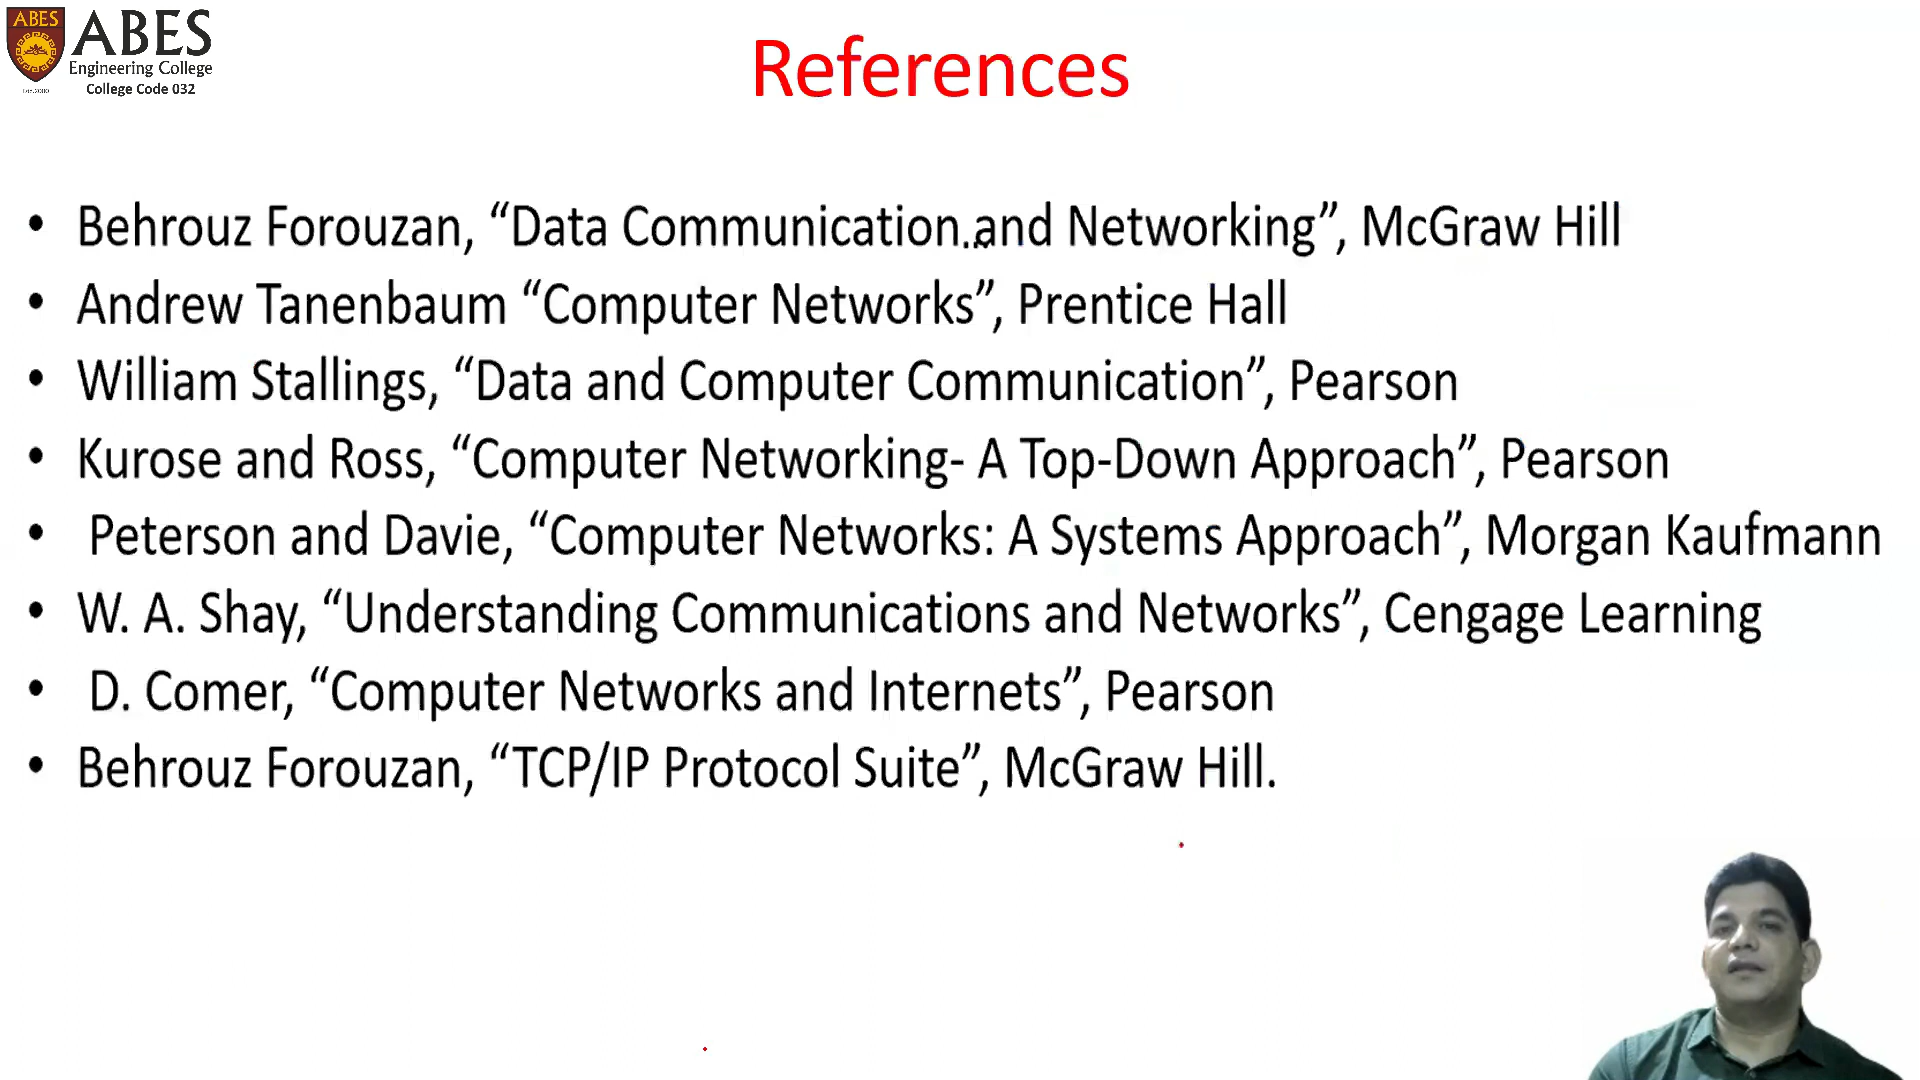 ABES
ABES
Engineering College
College Code 032
References
• Behrouz Forouzan, “Data Communication and Networking”, McGraw Hill
• Andrew Tanenbaum “Computer Networks”, Prentice Hall
• William Stallings, “Data and Computer Communication”, Pearson
• Kurose and Ross, “Computer Networking- A Top-Down Approach”, Pearson
• Peterson and Davie, “Computer Networks: A Systems Approach”, Morgan Kaufmann
• W. A. Shay, “Understanding Communications and Networks”, Cengage Learning
• D. Comer, “Computer Networks and Internets”, Pearson
• Behrouz Forouzan, “TCP/IP Protocol Suite”, McGraw Hill.